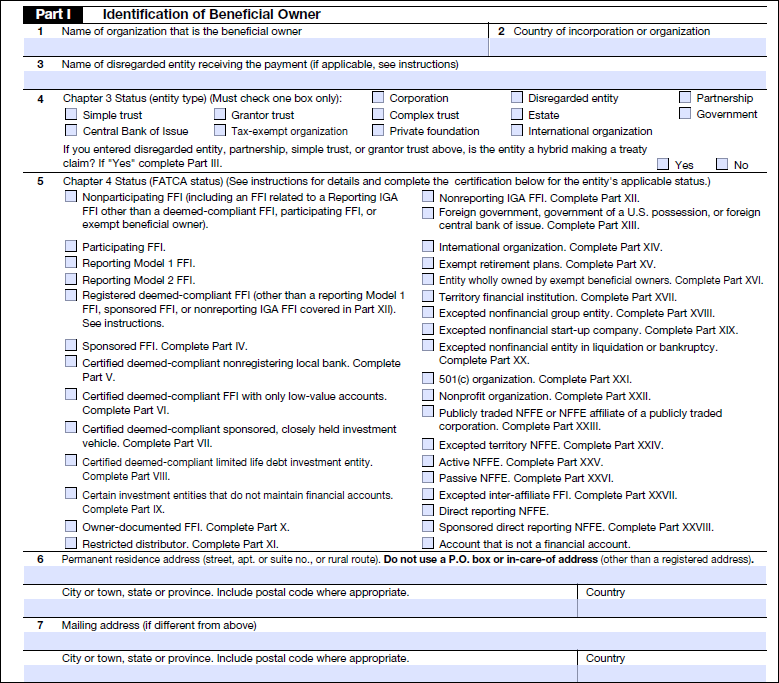 Part I Identification of Beneficial Owner
1 Name of organization that is the beneficial owner
2 Country of incorporation or organization
3 Name of disregarded entity receiving the payment (if applicable, see instructions)
4 Chapter 3 Status (entity type) (Must check one box only):
Corporation
Disregarded entity
Partnership
Simple trust
Grantor trust
Complex trust
Estate
Government
Central Bank of Issue
Tax-exempt organization
Private foundation
International organization
If you entered disregarded entity, partnership, simple trust, or grantor trust above, is the entity a hybrid making a treaty
claim? If "Yes" complete Part III.
Yes
No
5 Chapter 4 Status (FATCA status) (See instructions for details and complete the certification below for the entity's applicable status.)
Nonparticipating FFI (including an FFI related to a Reporting IGA
FFI other than a deemed-compliant FFI, participating FFI, or
exempt beneficial owner).
Participating FFI.
Reporting Model 1 FFI.
Reporting Model 2 FFI.
Registered deemed-compliant FFI (other than a reporting Model 1
FFI, sponsored FFI, or nonreporting IGA FFI covered in Part XII).
See instructions.
Sponsored FFI. Complete Part IV.
Certified deemed-compliant nonregistering local bank. Complete
Part V.
Certified deemed-compliant FFI with only low-value accounts.
Complete Part VI.
Certified deemed-compliant sponsored, closely held investment
vehicle. Complete Part VII.
Certified deemed-compliant limited life debt investment entity.
Complete Part VIII.
Certain investment entities that do not maintain financial accounts.
Complete Part IX.
Owner-documented FFI. Complete Part X.
Restricted distributor. Complete Part XI.
Nonreporting IGA FFI. Complete Part XII.
Foreign government, government of a U.S. possession, or foreign
central bank of issue. Complete Part XIII.
International organization. Complete Part XIV.
Exempt retirement plans. Complete Part XV.
Entity wholly owned by exempt beneficial owners. Complete Part XVI.
Territory financial institution. Complete Part XVII.
Excepted nonfinancial group entity. Complete Part XVIII.
Excepted nonfinancial start-up company. Complete Part XIX.
Excepted nonfinancial entity in liquidation or bankruptcy.
Complete Part XX.
501(c) organization. Complete Part XXI.
Nonprofit organization. Complete Part XXII.
Publicly traded NFFE or NFFE affiliate of a publicly traded
corporation. Complete Part XXIII.
Excepted territory NFFE. Complete Part XXIV.
Active NFFE. Complete Part XXV.
Passive NFFE. Complete Part XXVI.
Excepted inter-affiliate FFI. Complete Part XXVII.
Direct reporting NFFE.
Sponsored direct reporting NFFE. Complete Part XXVIII.
Account that is not a financial account.
6 Permanent residence address (street, apt. or suite no., or rural route). Do not use a P.O. box or in-care-of address (other than a registered address).
City or town, state or province. Include postal code where appropriate.
Country
7 Mailing address (if different from above)
City or town, state or province. Include postal code where appropriate.
Country